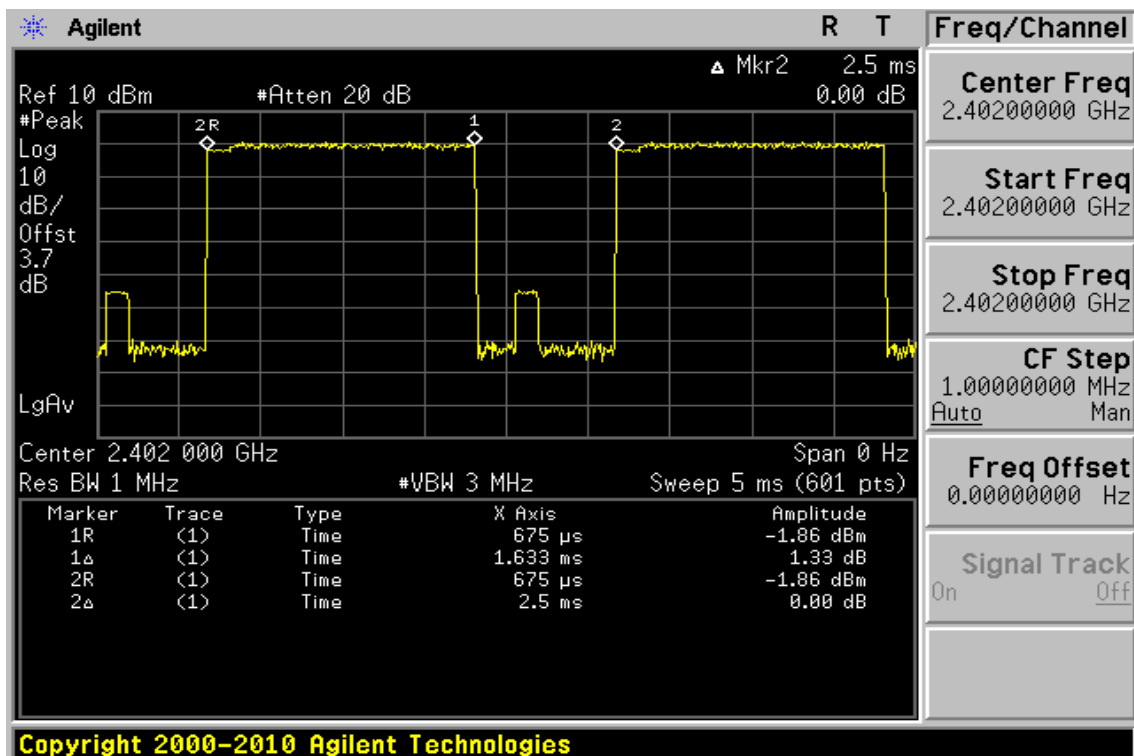 Agilent R T
Δ Mkr2 2.5 ms
Ref 10 dBm #Atten 20 dB 0.00 dB
#Peak
Log
10
dB/
Offst
3.7
dB
LgAv
2R 1 2
Center 2.402 000 GHz Span 0 Hz
Res BW 1 MHz #VBW 3 MHz Sweep 5 ms (601 pts)
Marker Trace Type X Axis Amplitude
1R (1) Time 675 µs -1.86 dBm
1Δ (1) Time 1.633 ms 1.33 dB
2R (1) Time 675 µs -1.86 dBm
2Δ (1) Time 2.5 ms 0.00 dB
Copyright 2000-2010 Agilent Technologies
Freq/Channel
Center Freq
2.40200000 GHz
Start Freq
2.40200000 GHz
Stop Freq
2.40200000 GHz
CF Step
1.00000000 MHz
Auto Man
Freq Offset
0.00000000 Hz
Signal Track
On Off